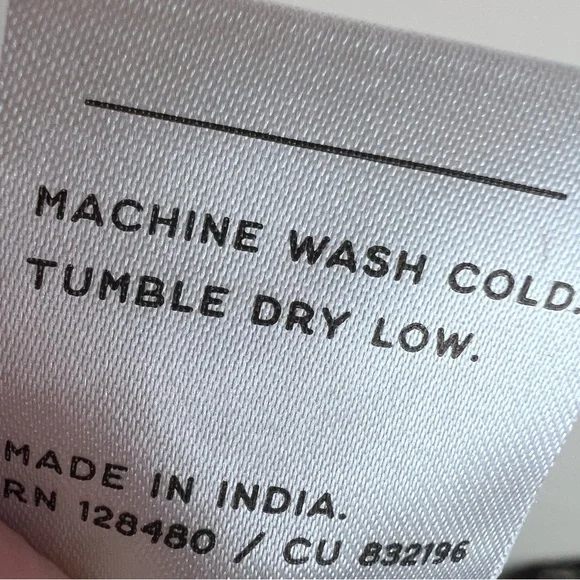 MACHINE WASH COLD.
TUMBLE DRY LOW.
MADE IN INDIA.
RN 128480 / CU 832196